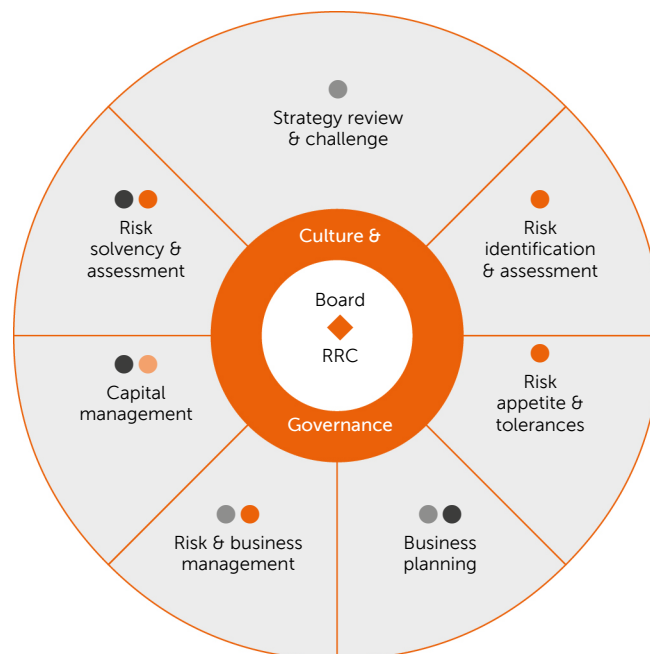 Strategy review
& challenge
Risk
solvency &
assessment
Risk
identification
& assessment
Culture &
Board
RRC
Governance
Capital
management
Risk
appetite &
tolerances
Risk & business
management
Business
planning